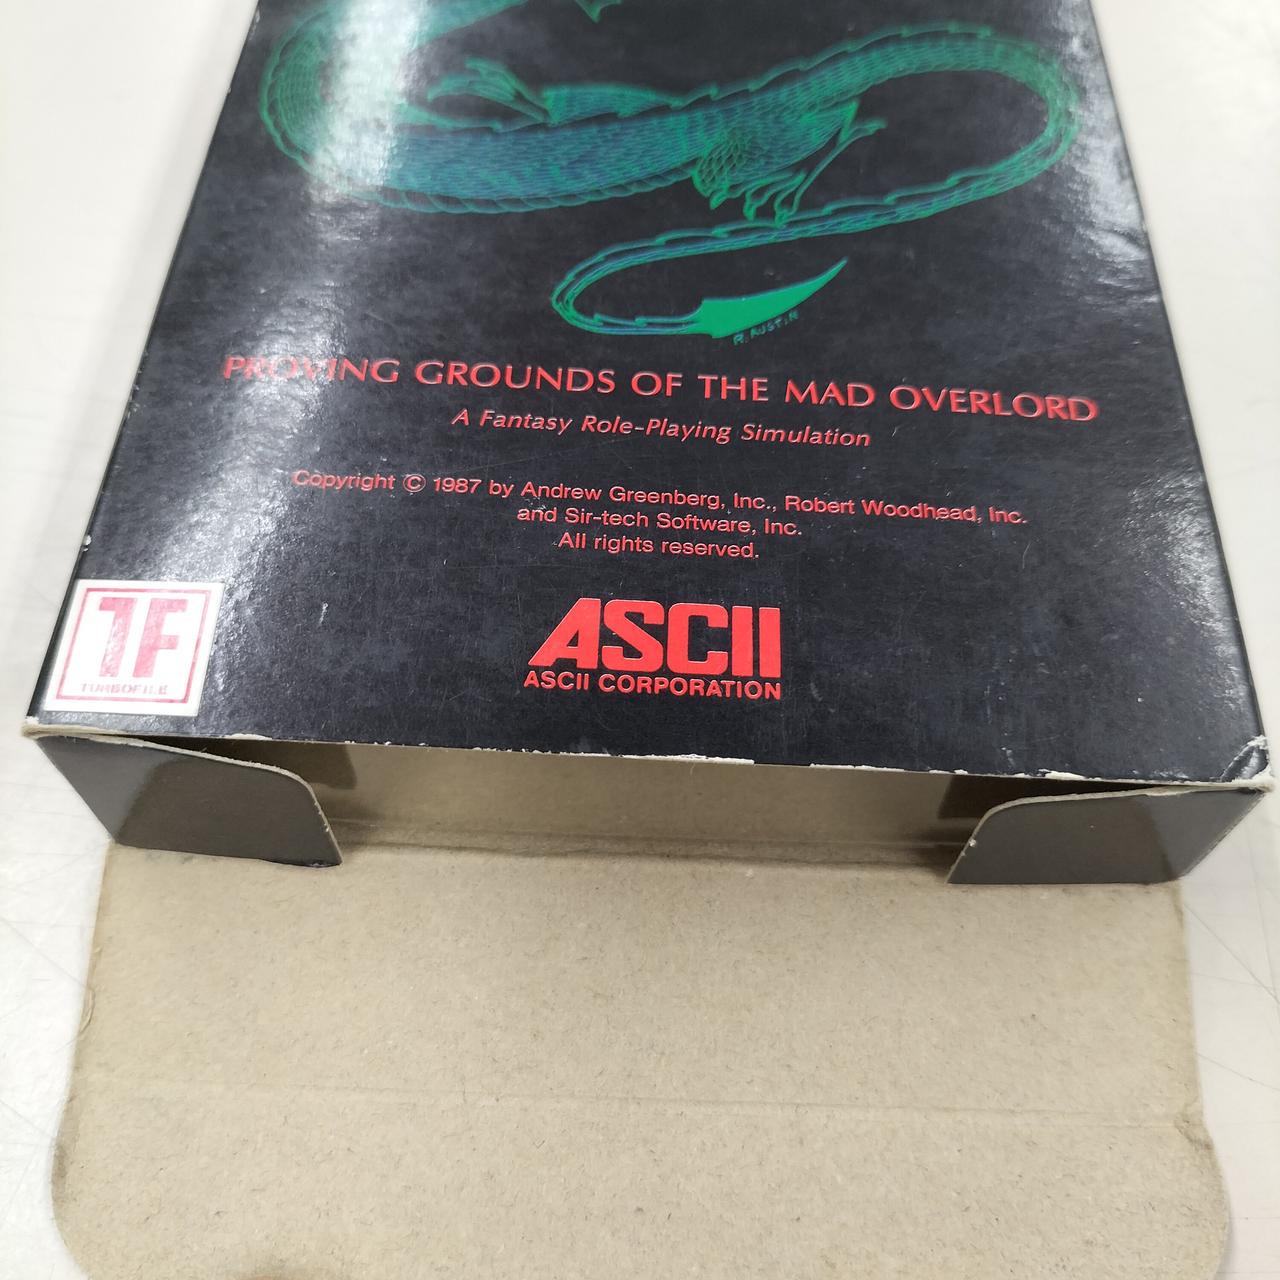 R. AUSTIN
PROVING GROUNDS OF THE MAD OVERLORD
A Fantasy Role-Playing Simulation
Copyright © 1987 by Andrew Greenberg, Inc., Robert Woodhead, Inc.
and Sir-tech Software, Inc.
All rights reserved.
TF
TURBOFILE
ASCII
ASCII CORPORATION